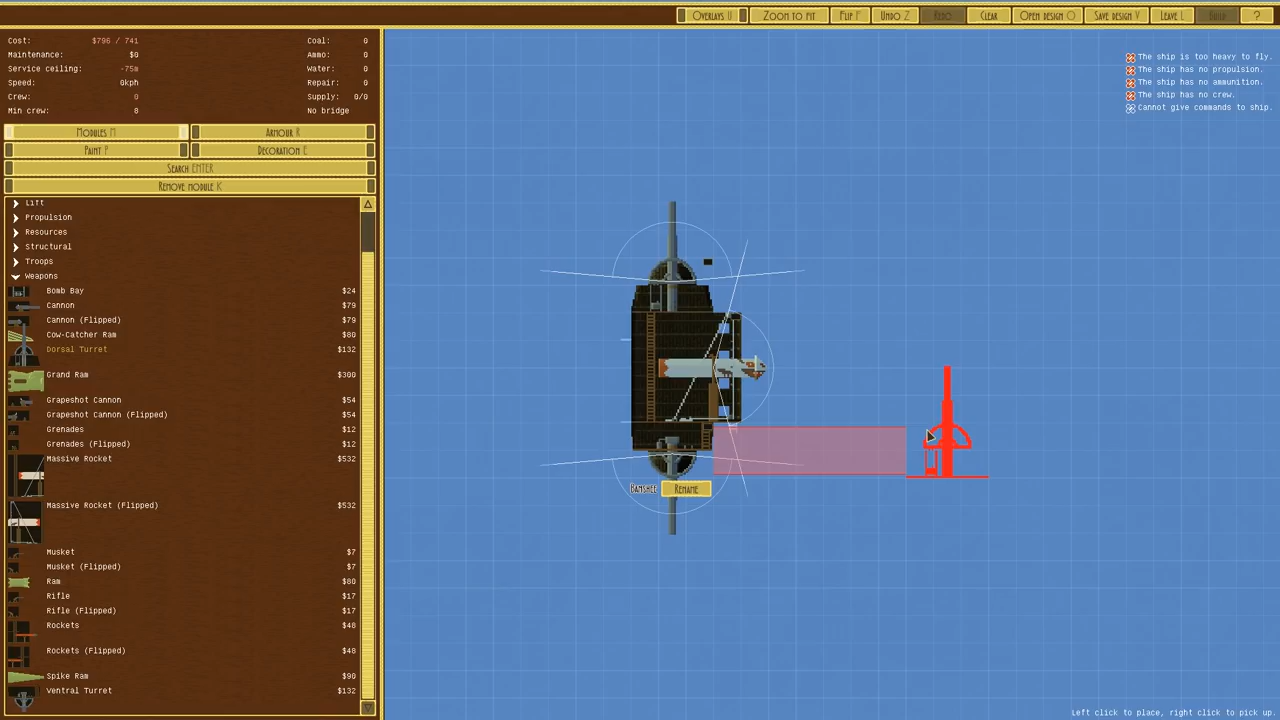 OVERLAYS U ZOOM TO FIT FLIP F UNDO Z REDO CLEAR OPEN DESIGN O SAVE DESIGN V LEAVE L BUILD ?
Cost: $796 / 741 Coal: 0
Maintenance: $0 Ammo: 0
Service ceiling: -75m Water: 0
Speed: 0kph Repair: 0
Crew: 0 Supply: 0/0
Min crew: 8 No bridge
The ship is too heavy to fly.
The ship has no propulsion.
The ship has no ammunition.
The ship has no crew.
Cannot give commands to ship.
MODULES M ARMOUR R
PAINT P DECORATION E
SEARCH ENTER
REMOVE MODULE K
Lift
Propulsion
Resources
Structural
Troops
Weapons
Bomb Bay $24
Cannon $79
Cannon (Flipped) $79
Cow-Catcher Ram $80
Dorsal Turret $132
Grand Ram $300
Grapeshot Cannon $54
Grapeshot Cannon (Flipped) $54
Grenades $12
Grenades (Flipped) $12
Massive Rocket $532
Massive Rocket (Flipped) $532
Musket $7
Musket (Flipped) $7
Ram $80
Rifle $17
Rifle (Flipped) $17
Rockets $48
Rockets (Flipped) $48
Spike Ram $90
Ventral Turret $132
BANSHEE RENAME
Left click to place, right click to pick up.